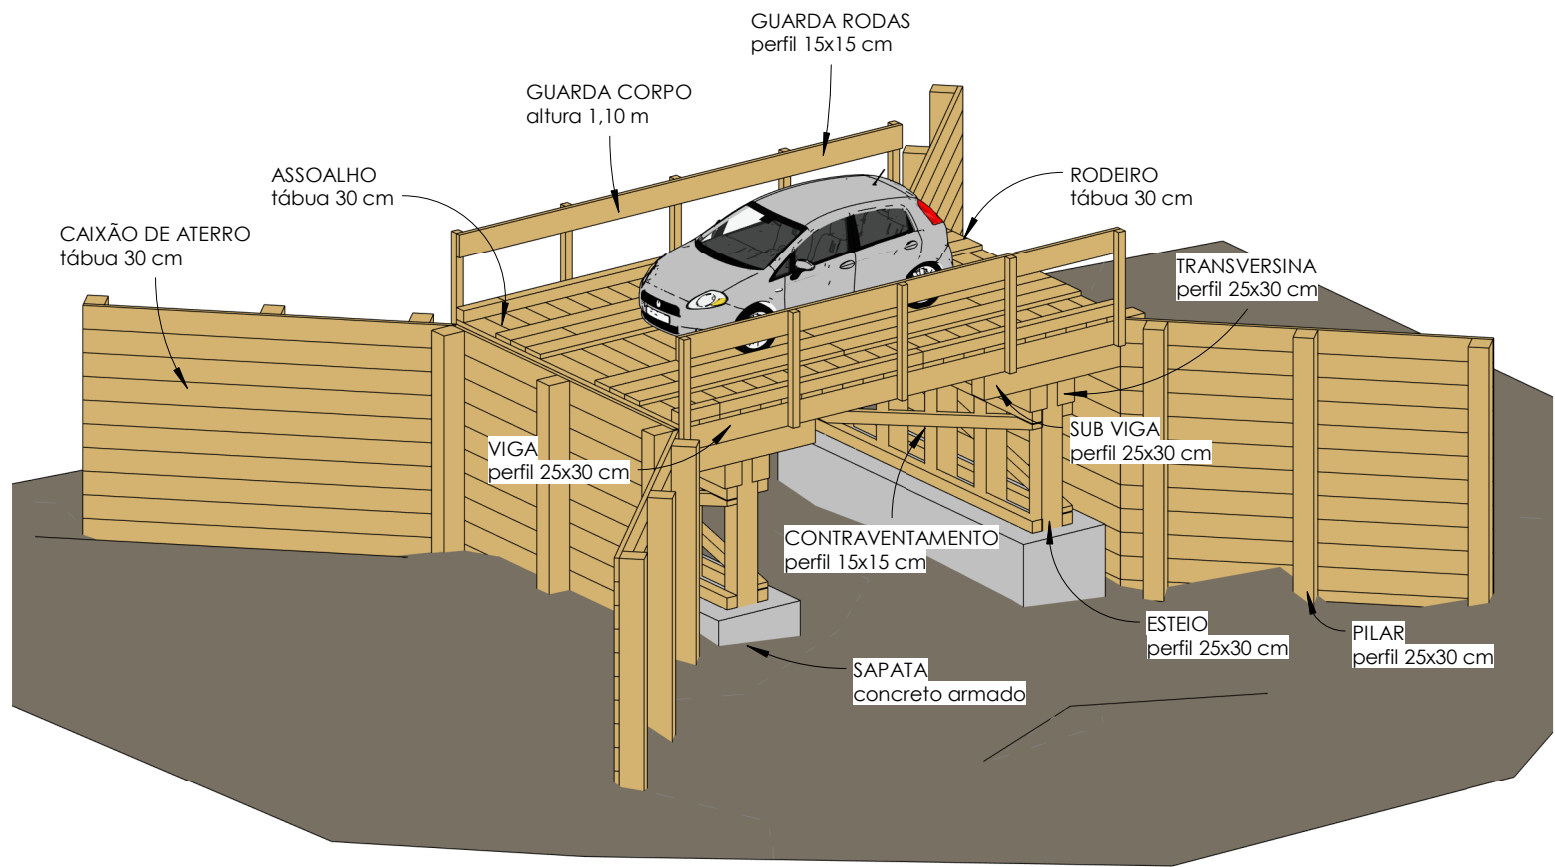 GUARDA RODAS
perfil 15x15 cm
GUARDA CORPO
altura 1,10 m
ASSOALHO
tábua 30 cm
RODEIRO
tábua 30 cm
CAIXÃO DE ATERRO
tábua 30 cm
TRANSVERSINA
perfil 25x30 cm
VIGA
perfil 25x30 cm
SUB VIGA
perfil 25x30 cm
CONTRAVENTAMENTO
perfil 15x15 cm
ESTEIO
perfil 25x30 cm
PILAR
perfil 25x30 cm
SAPATA
concreto armado